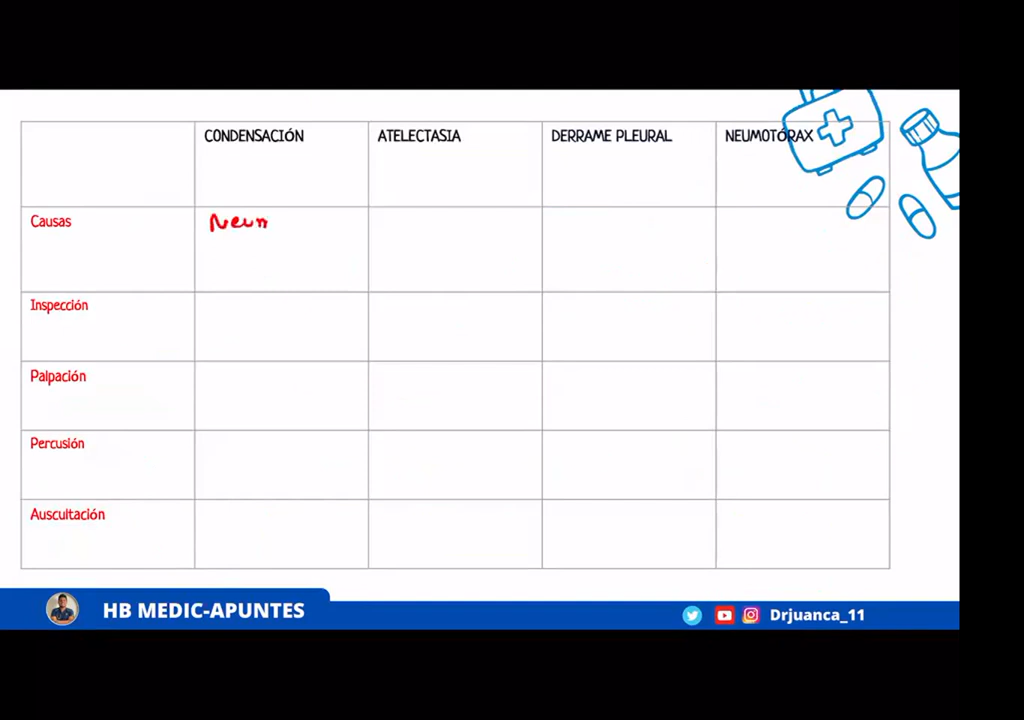 CONDENSACIÓN ATELECTASIA DERRAME PLEURAL NEUMOTÓRAX
Causas Neum
Inspección
Palpación
Percusión
Auscultación
HB MEDIC-APUNTES Drjuanca_11